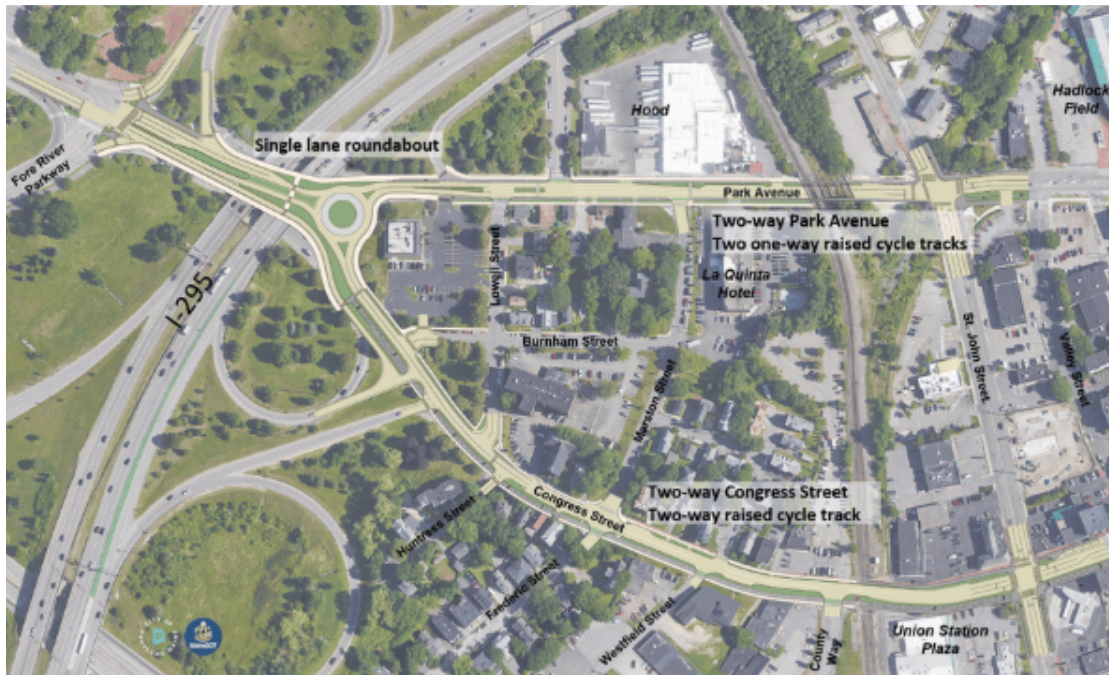 Hadlock
Field
Hood
Single lane roundabout
Fore River
Parkway
Park Avenue
Two-way Park Avenue
Two one-way raised cycle tracks
La Quinta
Hotel
Lowell Street
I-295
St. John Street
Valley Street
Burnham Street
Marston Street
Two-way Congress Street
Two-way raised cycle track
Congress Street
Huntress Street
Frederic Street
Westfield Street
County
Way
Union Station
Plaza
MaineDOT